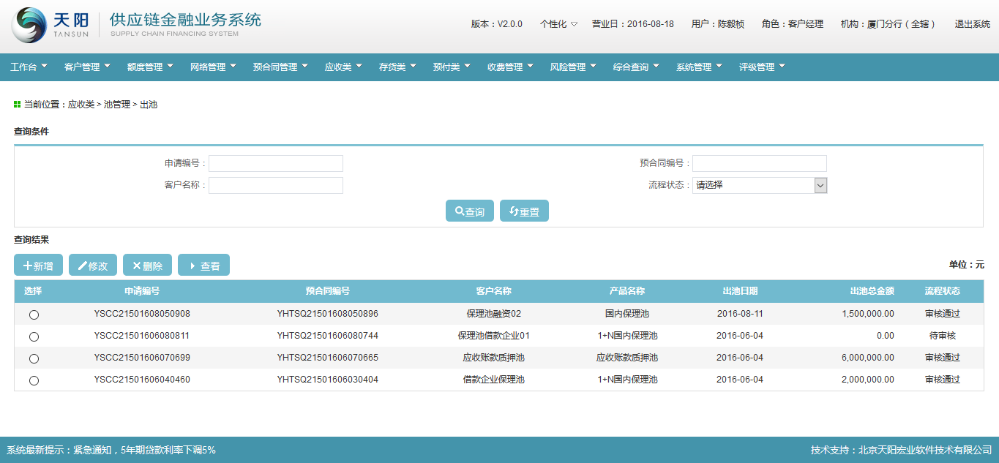 天阳 TANSUN 供应链金融业务系统 SUPPLY CHAIN FINANCING SYSTEM
版本：V2.0.0 个性化 营业日：2016-08-18 用户：陈毅桢 角色：客户经理 机构：厦门分行（全辖） 退出系统
工作台 客户管理 额度管理 网络管理 预合同管理 应收类 存货类 预付类 收费管理 风险管理 综合查询 系统管理 评级管理
当前位置：应收类 > 池管理 > 出池
查询条件
申请编号： 预合同编号：
客户名称： 流程状态： 请选择
查询 重置
查询结果
新增 修改 删除 查看 单位：元
选择 申请编号 预合同编号 客户名称 产品名称 出池日期 出池总金额 流程状态
YSCC21501608050908 YHTSQ21501608050896 保理池融资02 国内保理池 2016-08-11 1,500,000.00 审核通过
YSCC21501606080811 YHTSQ21501606080744 保理池借款企业01 1+N国内保理池 2016-06-04 0.00 待审核
YSCC21501606070699 YHTSQ21501606070665 应收账款质押池 应收账款质押池 2016-06-04 6,000,000.00 审核通过
YSCC21501606040460 YHTSQ21501606030404 借款企业保理池 1+N国内保理池 2016-06-04 2,000,000.00 审核通过
系统最新提示：紧急通知，5年期贷款利率下调5% 技术支持：北京天阳宏业软件技术有限公司